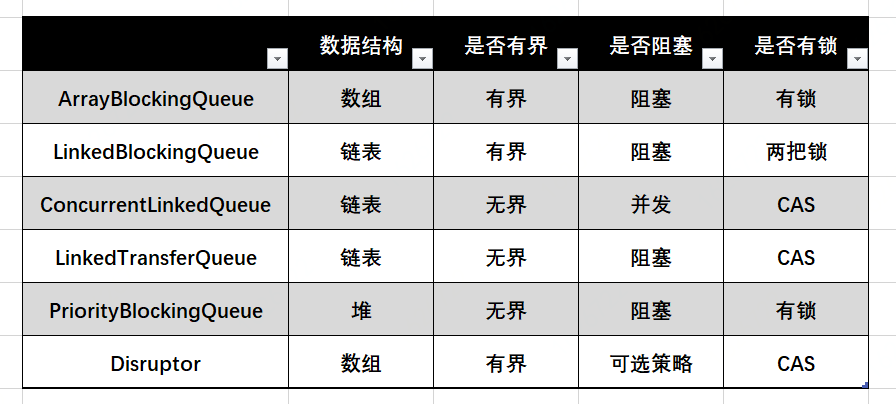 数据结构 是否有界 是否阻塞 是否有锁
ArrayBlockingQueue 数组 有界 阻塞 有锁
LinkedBlockingQueue 链表 有界 阻塞 两把锁
ConcurrentLinkedQueue 链表 无界 并发 CAS
LinkedTransferQueue 链表 无界 阻塞 CAS
PriorityBlockingQueue 堆 无界 阻塞 有锁
Disruptor 数组 有界 可选策略 CAS